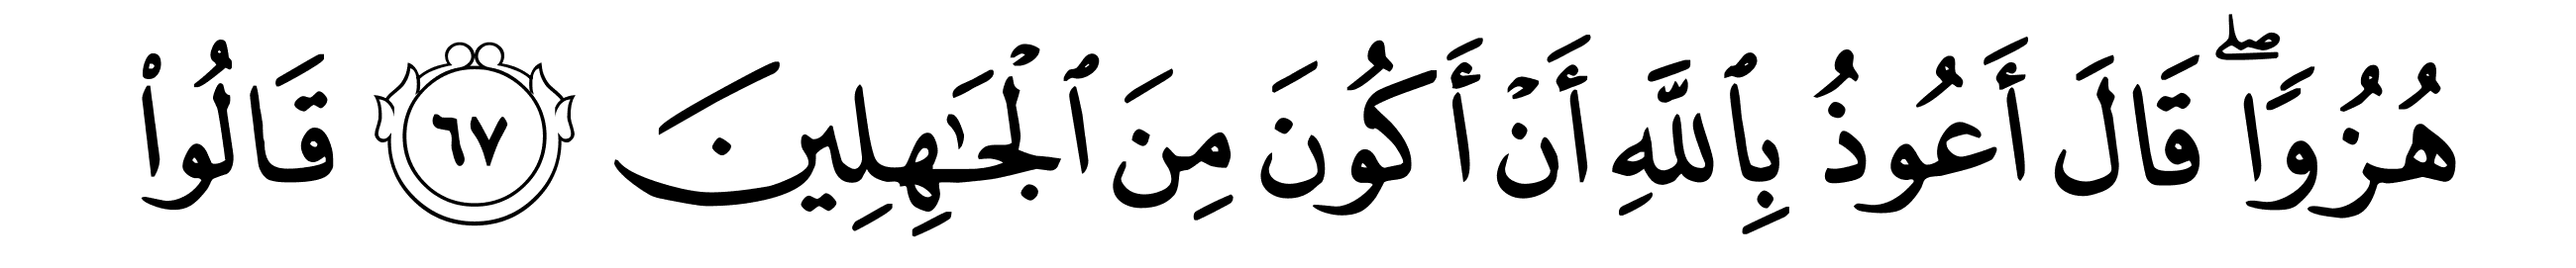 هُزُوٗاۖ قَالَ أَعُوذُ بِٱللَّهِ أَنۡ أَكُونَ مِنَ ٱلۡجَٰهِلِينَ ٦٧ قَالُواْ